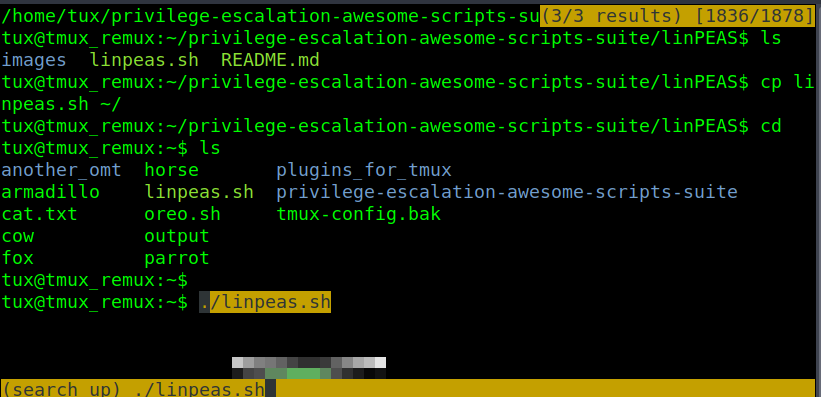 /home/tux/privilege-escalation-awesome-scripts-su(3/3 results) [1836/1878]
tux@tmux_remux:~/privilege-escalation-awesome-scripts-suite/linPEAS$ ls
images  linpeas.sh  README.md
tux@tmux_remux:~/privilege-escalation-awesome-scripts-suite/linPEAS$ cp li
npeas.sh ~/
tux@tmux_remux:~/privilege-escalation-awesome-scripts-suite/linPEAS$ cd
tux@tmux_remux:~$ ls
another_omt  horse       plugins_for_tmux
armadillo    linpeas.sh  privilege-escalation-awesome-scripts-suite
cat.txt      oreo.sh     tmux-config.bak
cow          output
fox          parrot
tux@tmux_remux:~$
tux@tmux_remux:~$ ./linpeas.sh
(search up) ./linpeas.sh